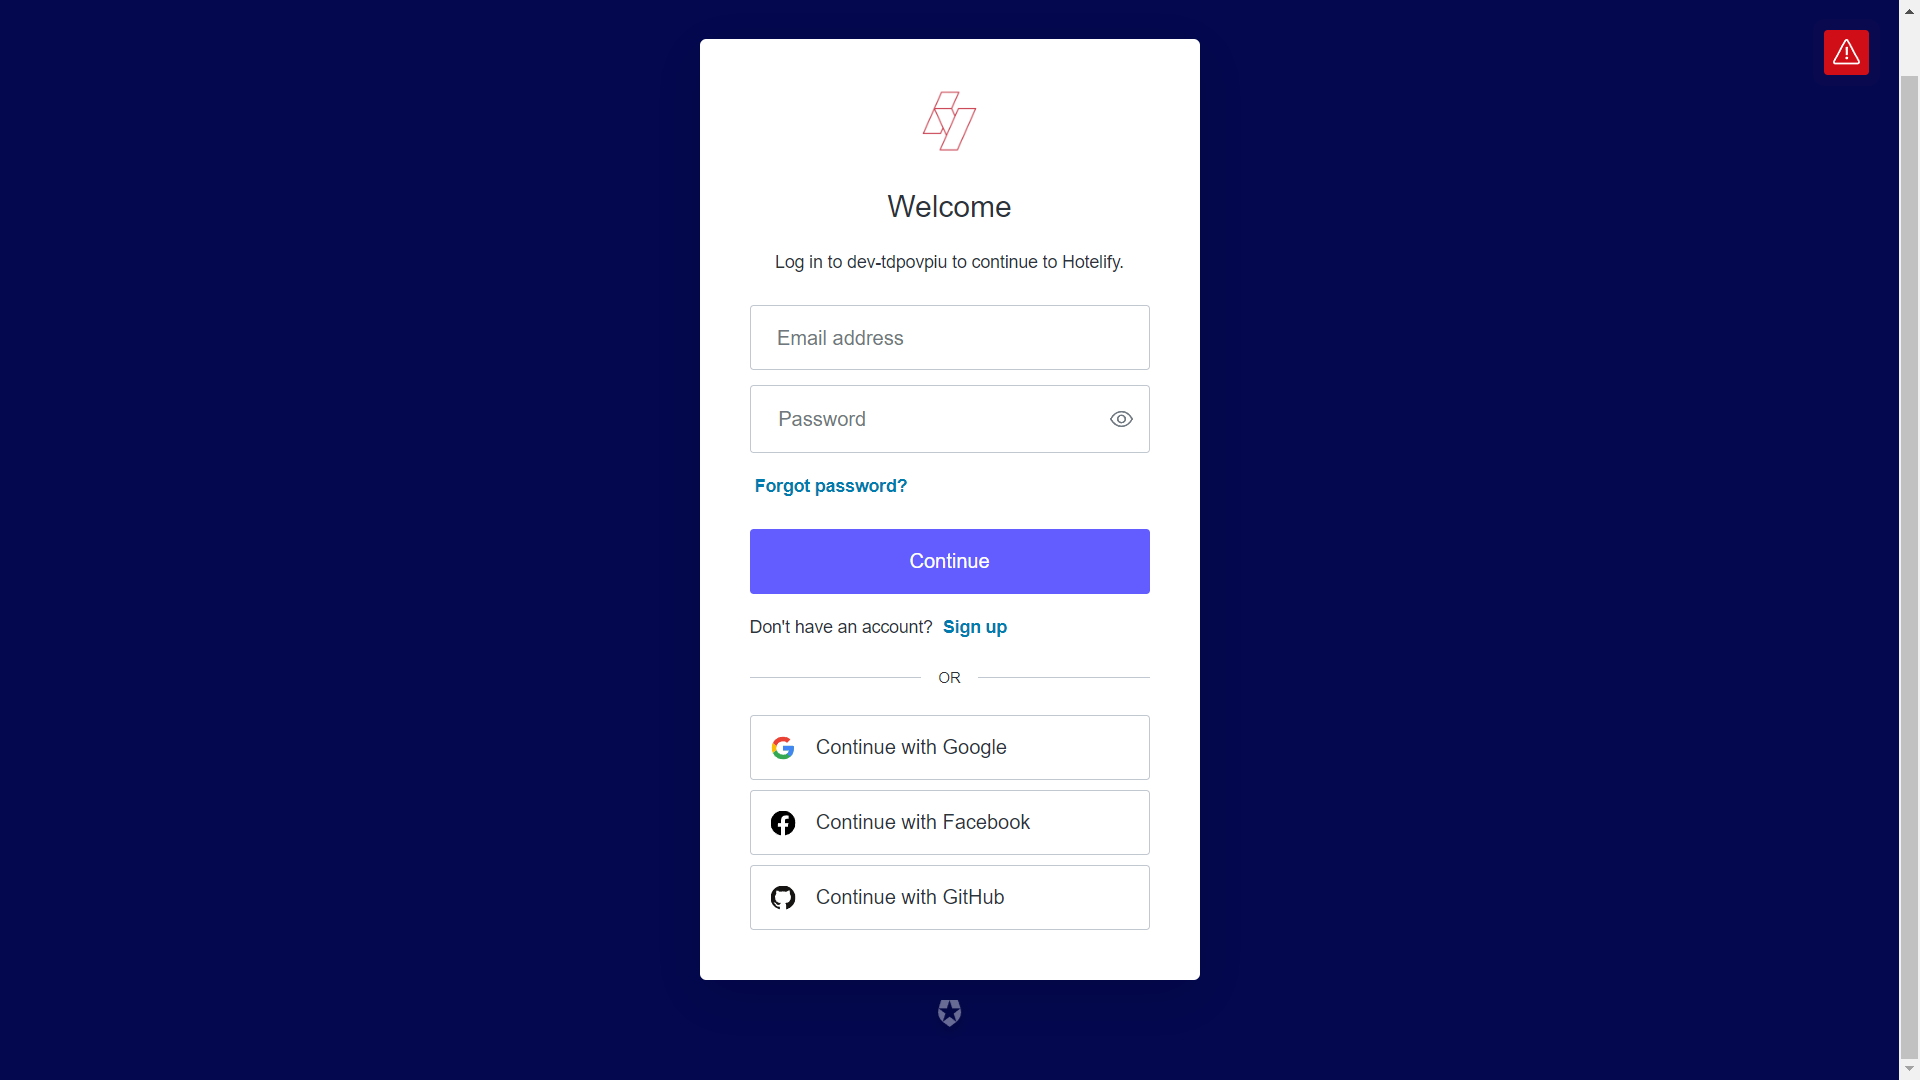 Welcome
Log in to dev-tdpovpiu to continue to Hotelify.
Email address
Password
Forgot password?
Continue
Don't have an account? Sign up
OR
Continue with Google
Continue with Facebook
Continue with GitHub